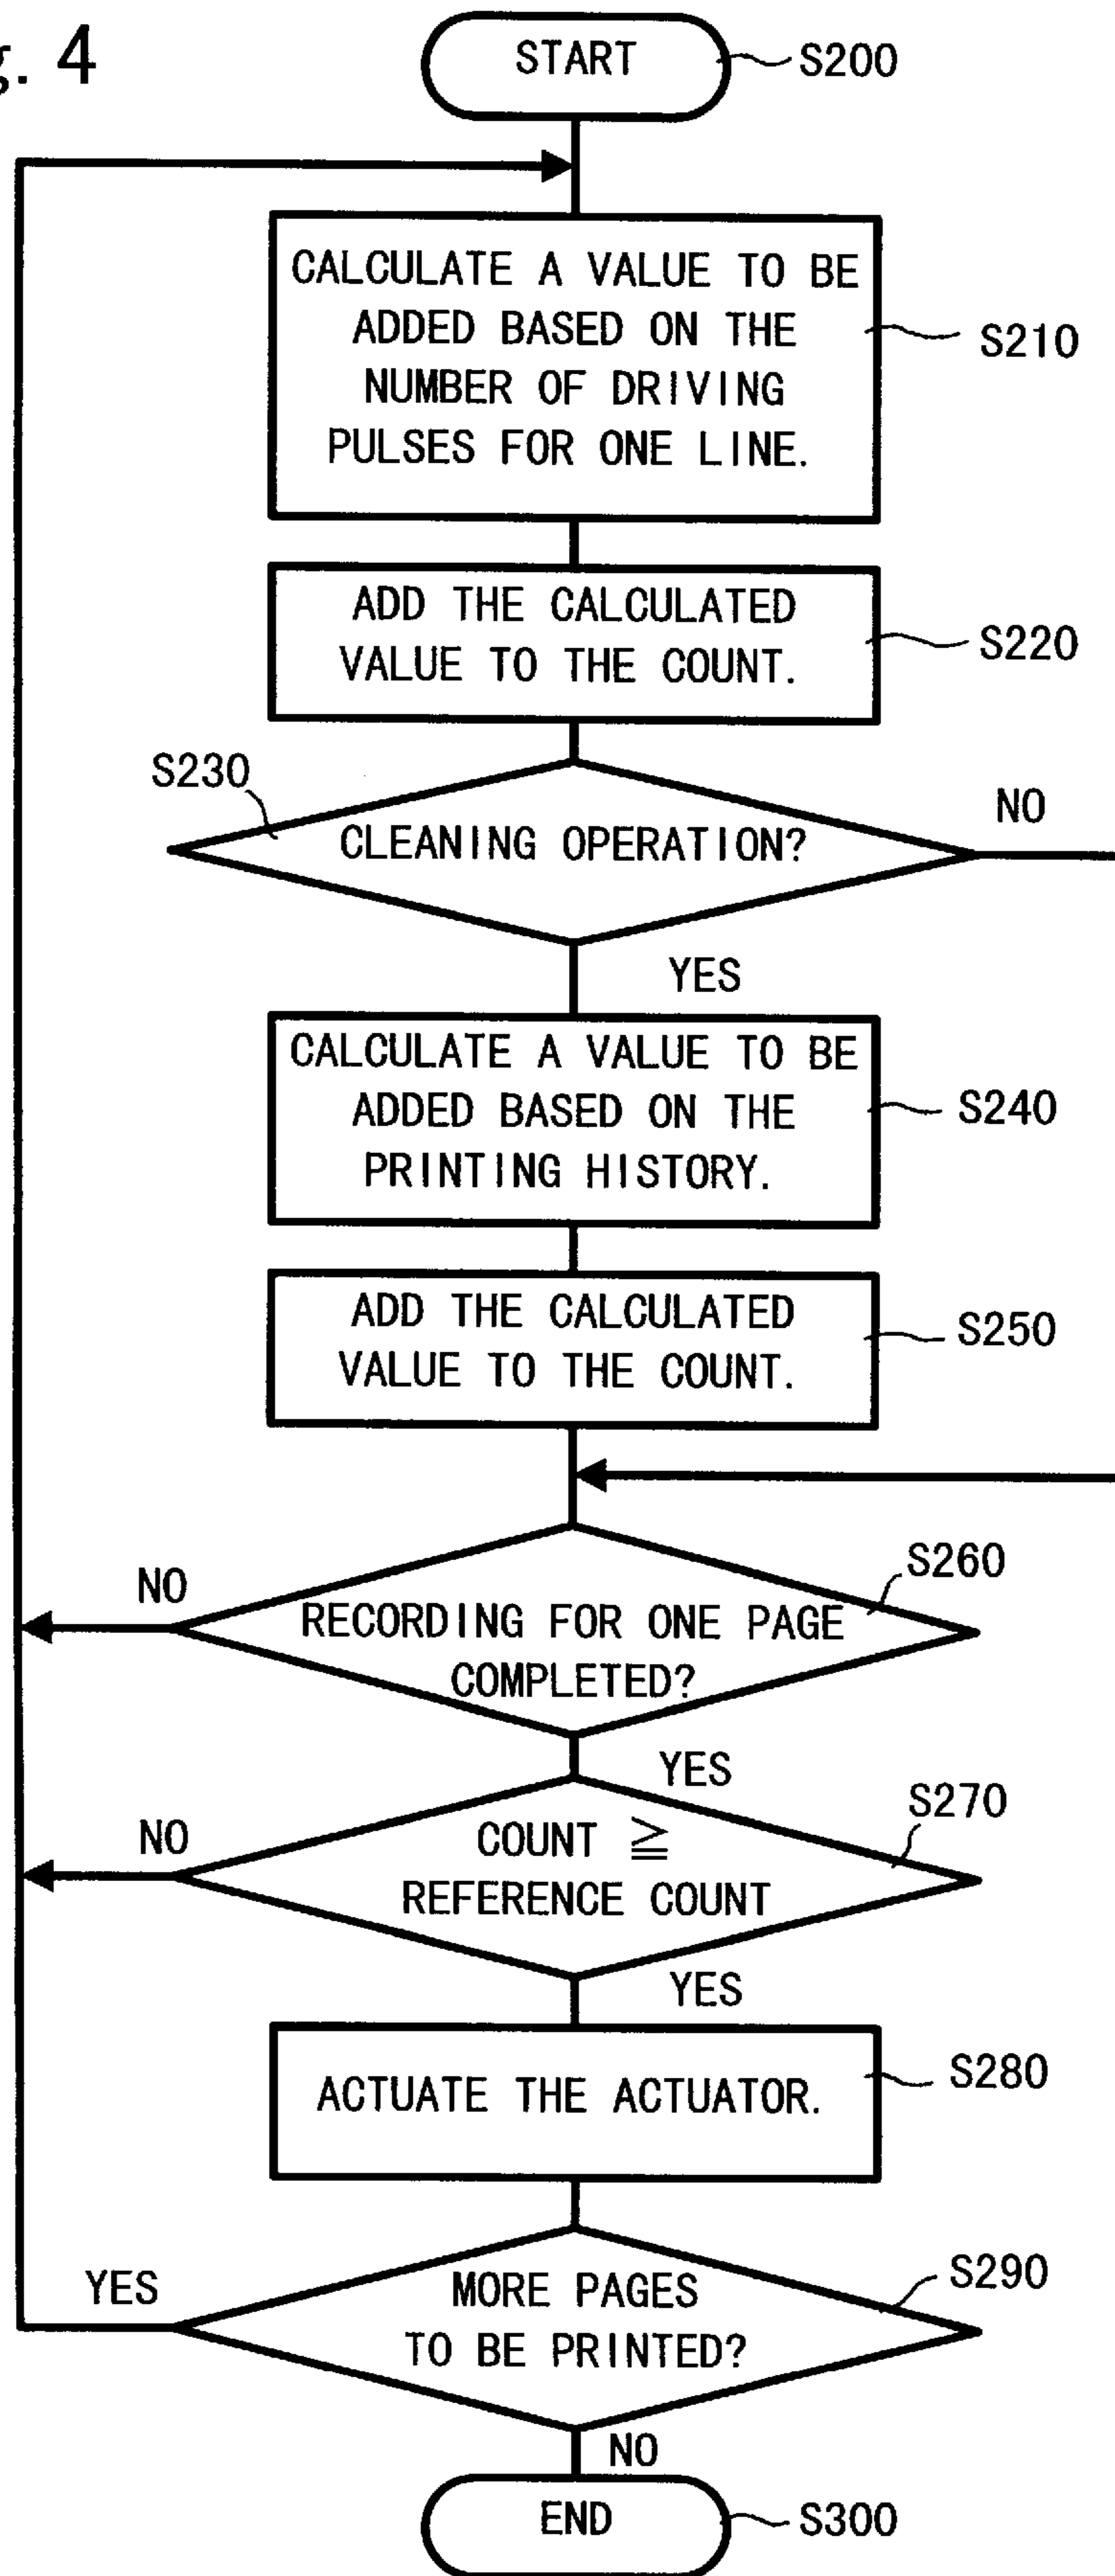 g. 4
START
S200
CALCULATE A VALUE TO BE
ADDED BASED ON THE
NUMBER OF DRIVING
PULSES FOR ONE LINE.
S210
ADD THE CALCULATED
VALUE TO THE COUNT.
S220
S230
CLEANING OPERATION?
NO
YES
CALCULATE A VALUE TO BE
ADDED BASED ON THE
PRINTING HISTORY.
S240
ADD THE CALCULATED
VALUE TO THE COUNT.
S250
NO
RECORDING FOR ONE PAGE
COMPLETED?
S260
YES
NO
COUNT ≧
REFERENCE COUNT
S270
YES
ACTUATE THE ACTUATOR.
S280
YES
MORE PAGES
TO BE PRINTED?
S290
NO
END
S300